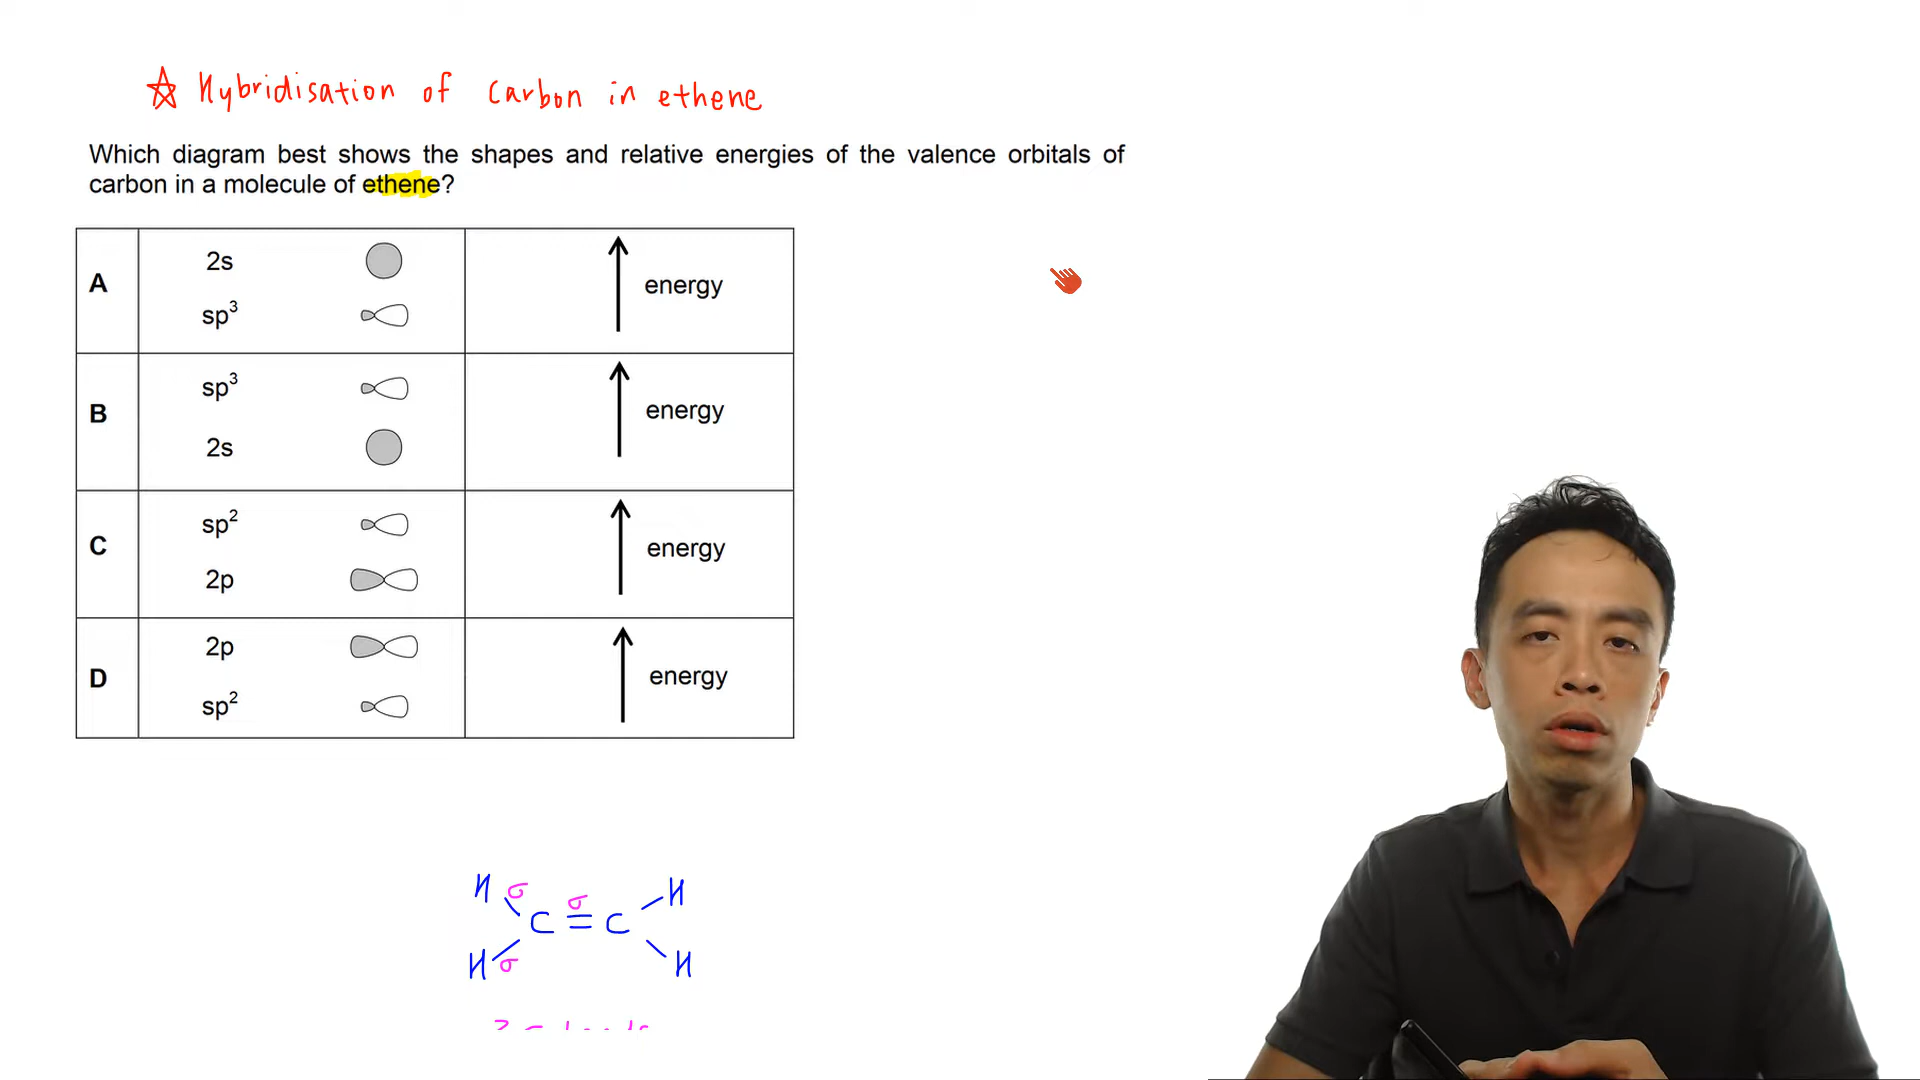 ☆ Hybridisation of carbon in ethene
Which diagram best shows the shapes and relative energies of the valence orbitals of
carbon in a molecule of ethene?
A
2s
sp³
energy
B
sp³
2s
energy
C
sp²
2p
energy
D
2p
sp²
energy
H σ σ H
C = C
H σ H